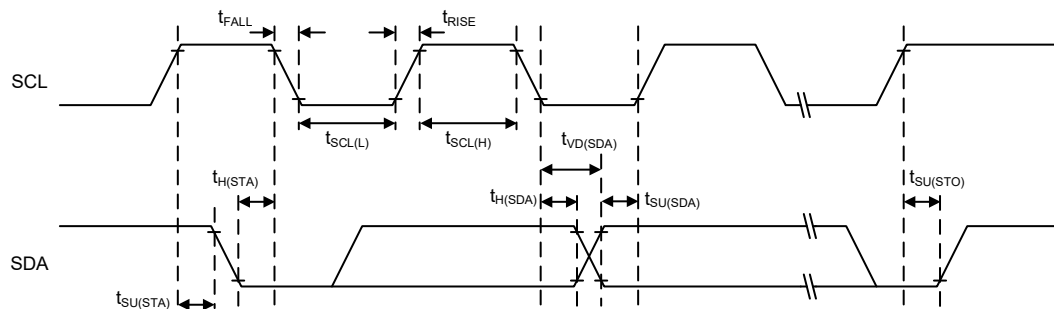 tFALL
tRISE
SCL
tSCL(L)
tSCL(H)
tVD(SDA)
tH(STA)
tH(SDA)
tSU(SDA)
tSU(STO)
SDA
tSU(STA)